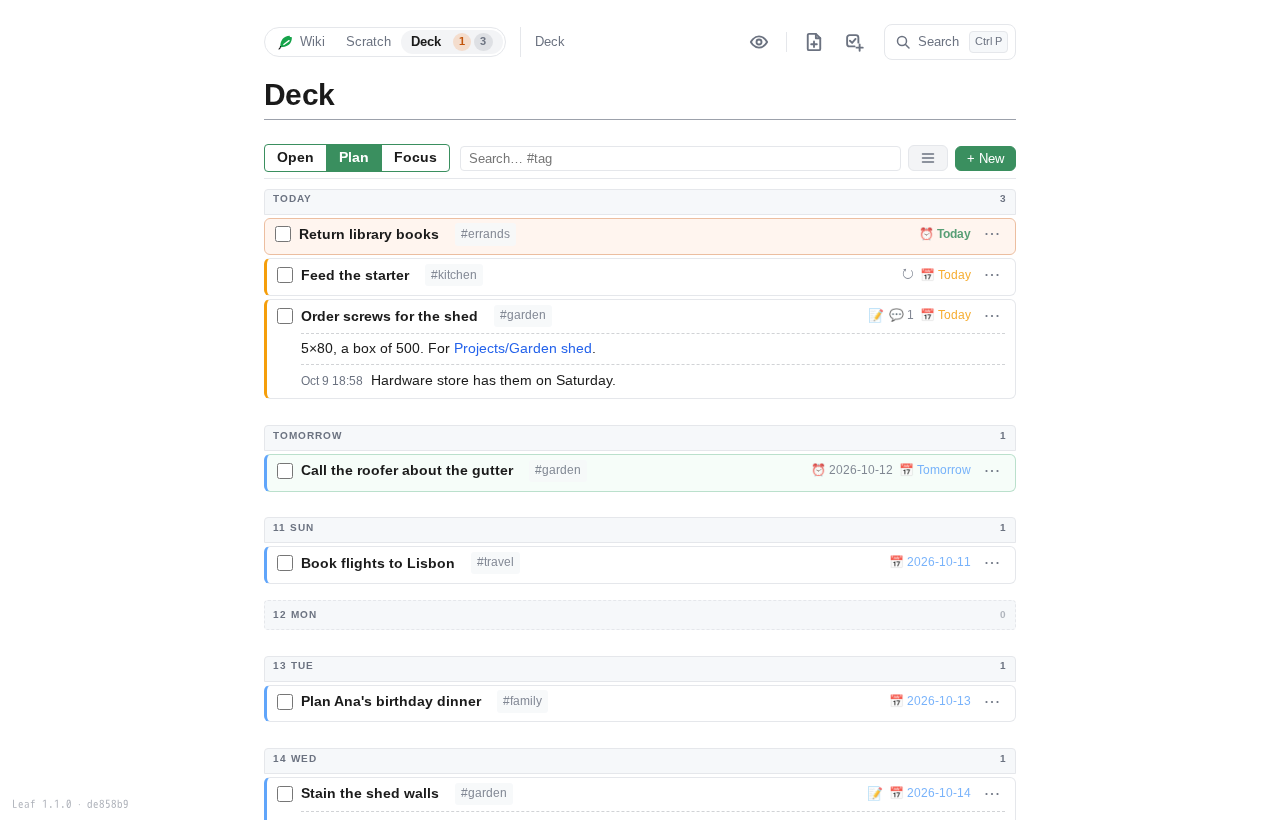 Wiki Scratch Deck 1 3 Deck Search Ctrl P
Deck
Open Plan Focus Search… #tag + New
TODAY 3
Return library books #errands ⏰ Today ⋯
Feed the starter #kitchen 📅 Today ⋯
Order screws for the shed #garden 📝 💬 1 📅 Today ⋯
5×80, a box of 500. For Projects/Garden shed.
Oct 9 18:58 Hardware store has them on Saturday.
TOMORROW 1
Call the roofer about the gutter #garden ⏰ 2026-10-12 📅 Tomorrow ⋯
11 SUN 1
Book flights to Lisbon #travel 📅 2026-10-11 ⋯
12 MON 0
13 TUE 1
Plan Ana's birthday dinner #family 📅 2026-10-13 ⋯
14 WED 1
Stain the shed walls #garden 📝 📅 2026-10-14 ⋯
Leaf 1.1.0 · de858b9